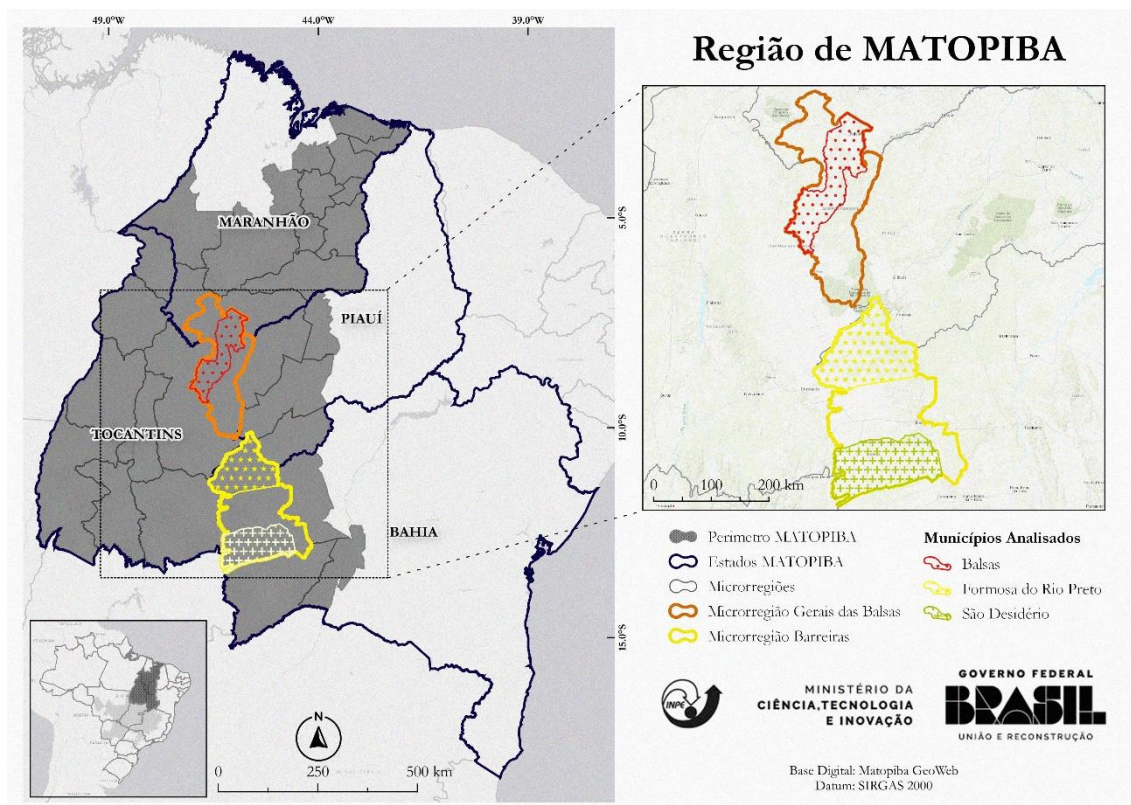 49.0°W
44.0°W
39.0°W
Região de MATOPIBA
MARANHÃO
PIAUÍ
TOCANTINS
BAHIA
5.0°S
10.0°S
15.0°S
N
0 250 500 km
0 100 200 km
Perímetro MATOPIBA
Estados MATOPIBA
Microrregiões
Microrregião Gerais das Balsas
Microrregião Barreiras
Municípios Analisados
Balsas
Formosa do Rio Preto
São Desidério
INPE
MINISTÉRIO DA
CIÊNCIA,TECNOLOGIA
E INOVAÇÃO
GOVERNO FEDERAL
BRASIL
UNIÃO E RECONSTRUÇÃO
Base Digital: Matopiba GeoWeb
Datum: SIRGAS 2000